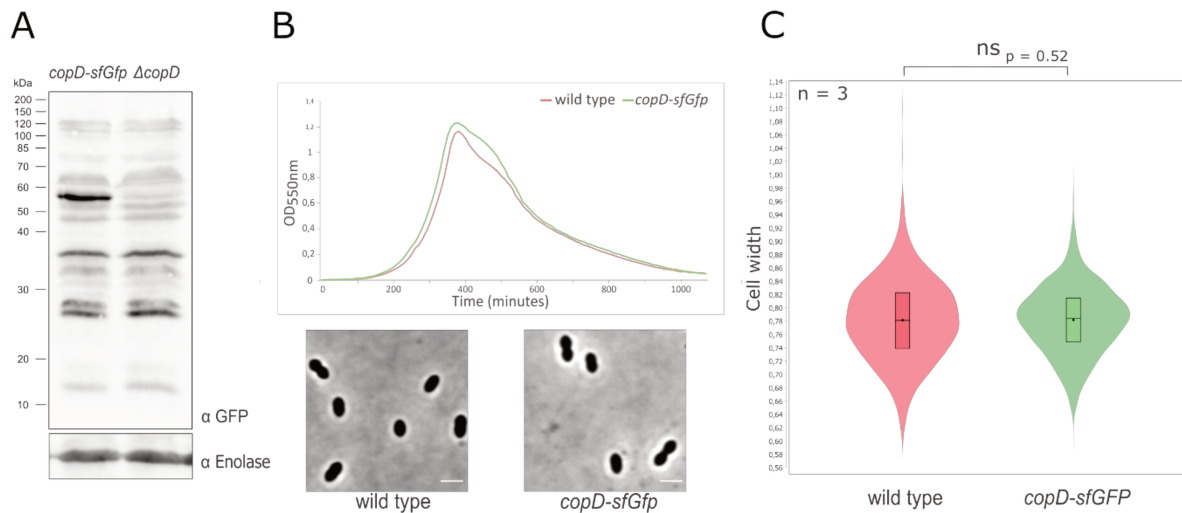 A
copD-sfGfp ΔcopD
kDa
200
150
120
100
85
70
60
50
40
30
20
10
α GFP
α Enolase
B
wild type copD-sfGfp
1,4
1,2
1
0,8
0,6
0,4
0,2
0
OD550nm
0 200 400 600 800 1000
Time (minutes)
wild type
copD-sfGfp
C
ns p = 0.52
n = 3
1,14
1,12
1,10
1,08
1,06
1,04
1,02
1,00
0,98
0,96
0,94
0,92
0,90
0,88
0,86
0,84
0,82
0,80
0,78
0,76
0,74
0,72
0,70
0,68
0,66
0,64
0,62
0,60
0,58
0,56
Cell width
wild type
copD-sfGFP